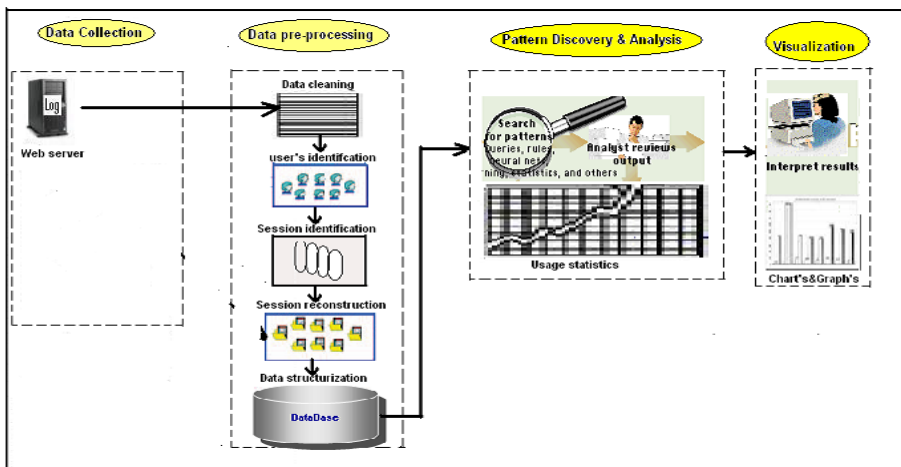 Data Collection
Data pre-processing
Pattern Discovery & Analysis
Visualization
Log
Web server
Data cleaning
user's identifcation
Session identification
Session reconstruction
Data structurization
DataBase
Search
for patterns
queries, rules,
neural nets,
statistics, and others
Analyst reviews
output
Usage statistics
Interpret results
Chart's&Graph's